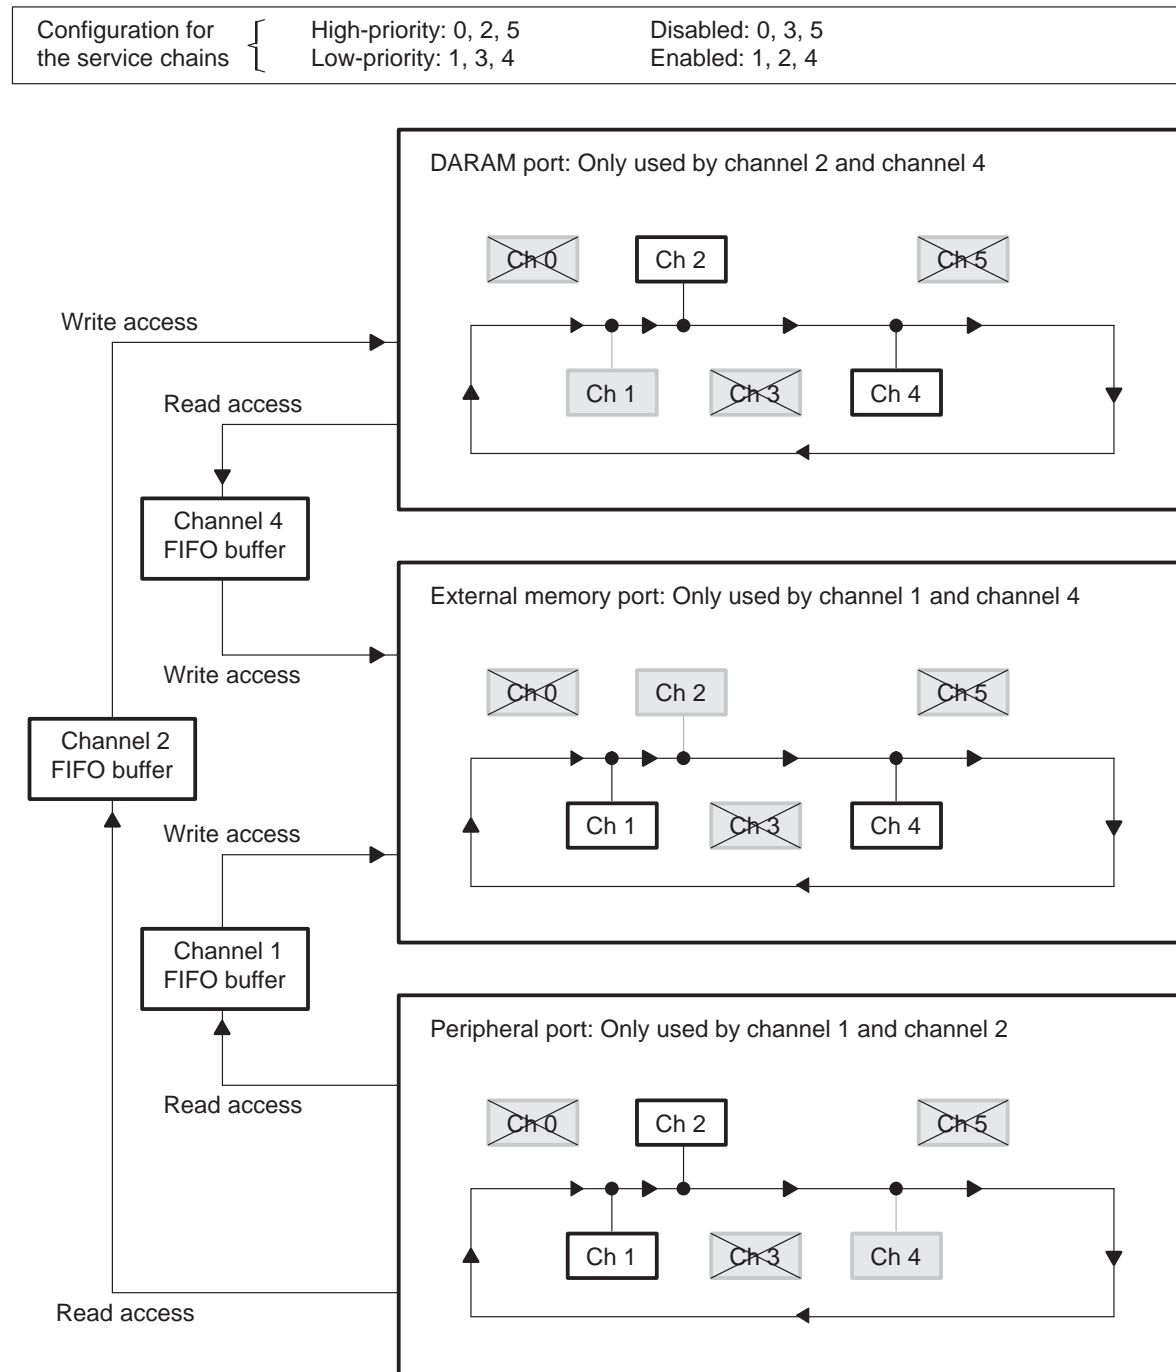 Configuration for
the service chains
High-priority: 0, 2, 5
Low-priority: 1, 3, 4
Disabled: 0, 3, 5
Enabled: 1, 2, 4
DARAM port: Only used by channel 2 and channel 4
Ch 0
Ch 2
Ch 5
Write access
Ch 1
Ch 3
Ch 4
Read access
Channel 4
FIFO buffer
External memory port: Only used by channel 1 and channel 4
Write access
Ch 0
Ch 2
Ch 5
Channel 2
FIFO buffer
Ch 1
Ch 3
Ch 4
Write access
Channel 1
FIFO buffer
Peripheral port: Only used by channel 1 and channel 2
Read access
Ch 0
Ch 2
Ch 5
Ch 1
Ch 3
Ch 4
Read access